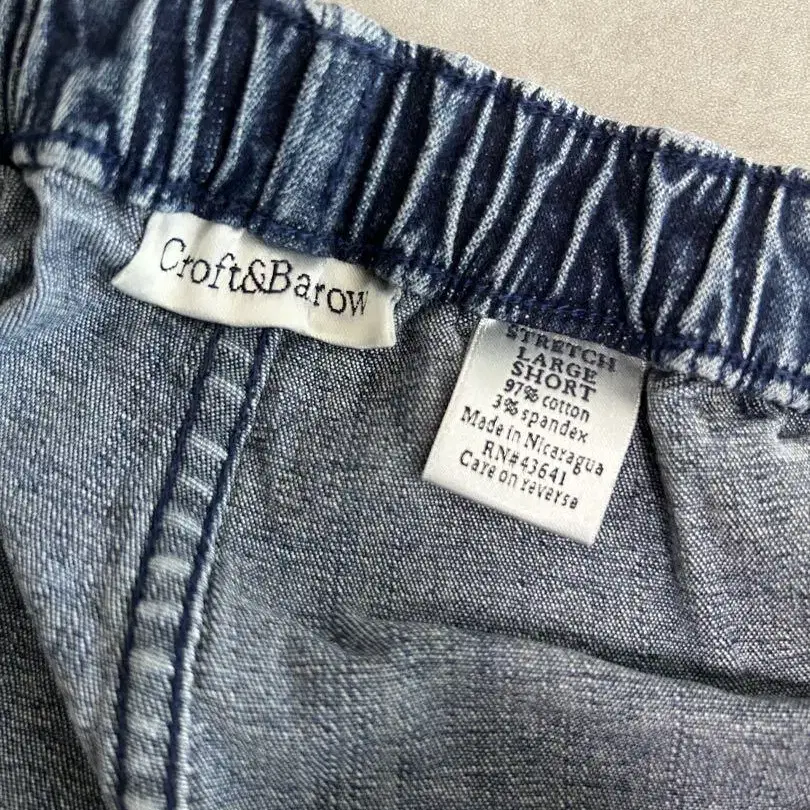 Croft&Barow
STRETCH
LARGE
SHORT
97% cotton
3% spandex
Made in Nicaragua
RN#43641
Care on reverse